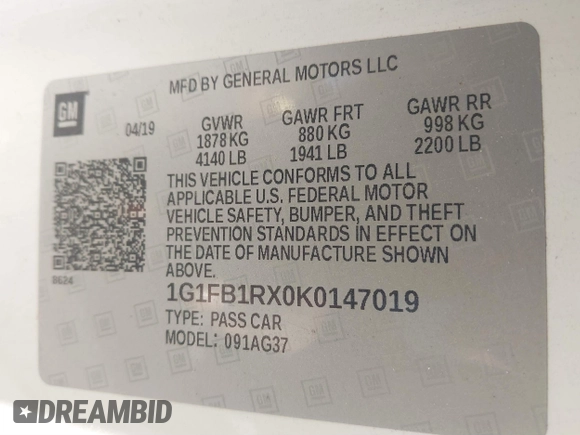 MFD BY GENERAL MOTORS LLC
GM
04/19
GVWR GAWR FRT GAWR RR
1878 KG 880 KG 998 KG
4140 LB 1941 LB 2200 LB
THIS VEHICLE CONFORMS TO ALL
APPLICABLE U.S. FEDERAL MOTOR
VEHICLE SAFETY, BUMPER, AND THEFT
PREVENTION STANDARDS IN EFFECT ON
THE DATE OF MANUFACTURE SHOWN
ABOVE.
8624
1G1FB1RX0K0147019
TYPE: PASS CAR
MODEL: 091AG37
DREAMBID